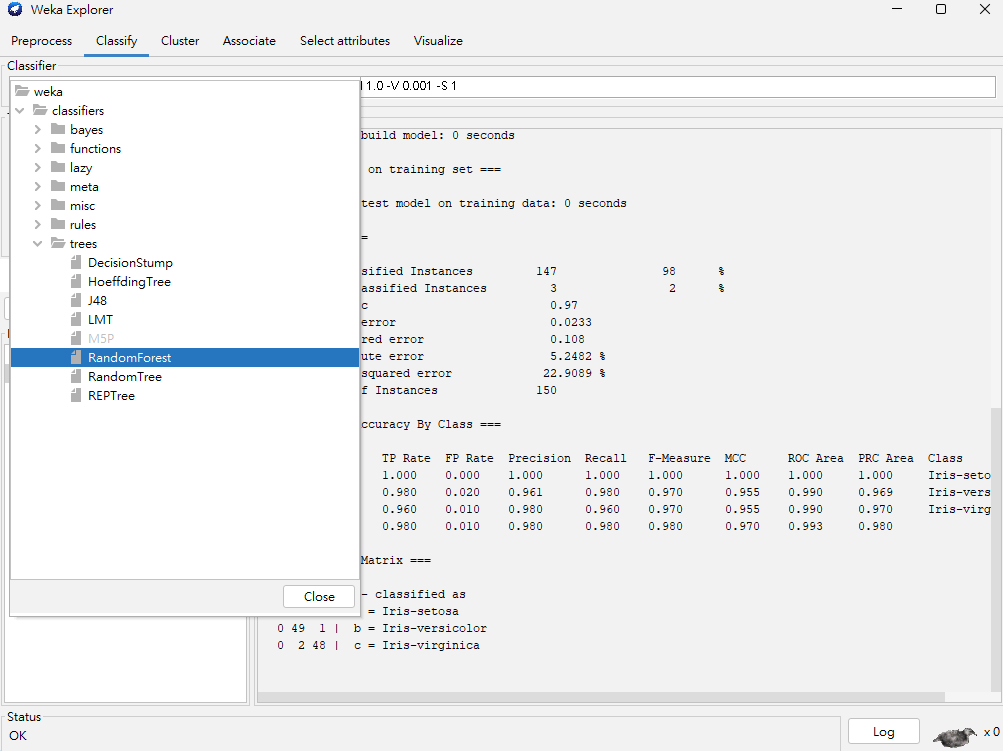 Weka Explorer
Preprocess Classify Cluster Associate Select attributes Visualize
Classifier
1.0 -V 0.001 -S 1
weka
classifiers
bayes
functions
lazy
meta
misc
rules
trees
DecisionStump
HoeffdingTree
J48
LMT
M5P
RandomForest
RandomTree
REPTree
Close
build model: 0 seconds
on training set ===
test model on training data: 0 seconds
=
sified Instances 147 98 %
assified Instances 3 2 %
c 0.97
error 0.0233
red error 0.108
ute error 5.2482 %
squared error 22.9089 %
f Instances 150
ccuracy By Class ===
TP Rate FP Rate Precision Recall F-Measure MCC ROC Area PRC Area Class
1.000 0.000 1.000 1.000 1.000 1.000 1.000 1.000 Iris-seto
0.980 0.020 0.961 0.980 0.970 0.955 0.990 0.969 Iris-vers
0.960 0.010 0.980 0.960 0.970 0.955 0.990 0.970 Iris-virg
0.980 0.010 0.980 0.980 0.980 0.970 0.993 0.980
Matrix ===
- classified as
= Iris-setosa
0 49 1 | b = Iris-versicolor
0 2 48 | c = Iris-virginica
Status
OK
Log
x 0